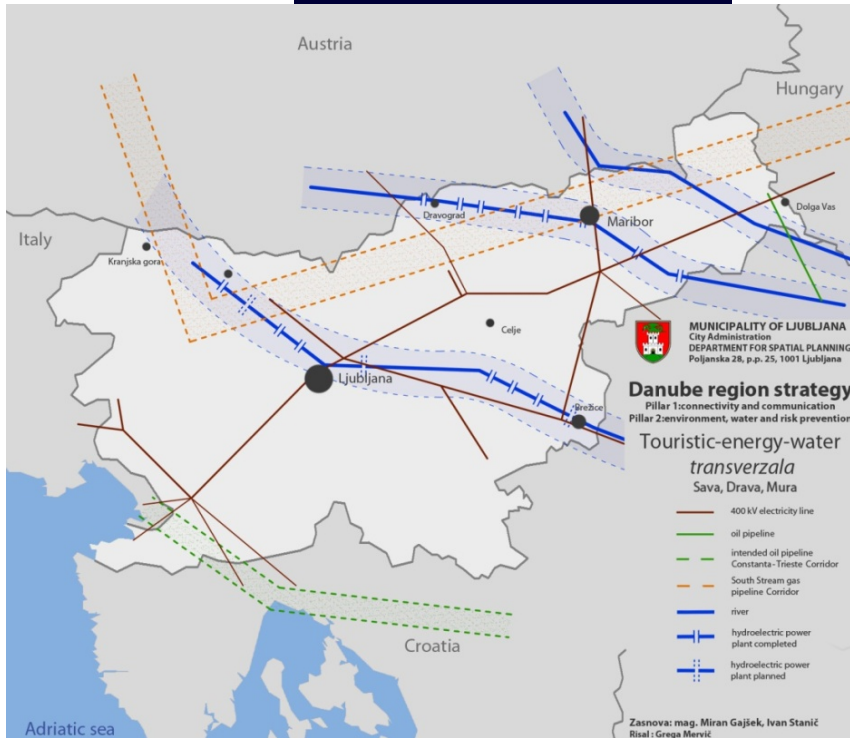 Austria
Hungary
Dolga Vas
Dravograd
Maribor
Italy
Kranjska gora
Celje
Ljubljana
Brežice
Croatia
Adriatic sea
MUNICIPALITY OF LJUBLJANA
City Administration
DEPARTMENT FOR SPATIAL PLANNING
Poljanska 28, p.p. 25, 1001 Ljubljana
Danube region strategy
Pillar 1:connectivity and communication
Pillar 2:environment, water and risk prevention
Touristic-energy-water
transverzala
Sava, Drava, Mura
400 kV electricity line
oil pipeline
intended oil pipeline
Constanta-Trieste Corridor
South Stream gas
pipeline Corridor
river
hydroelectric power
plant completed
hydroelectric power
plant planned
Zasnova: mag. Miran Gajšek, Ivan Stanič
Risal : Grega Mervič